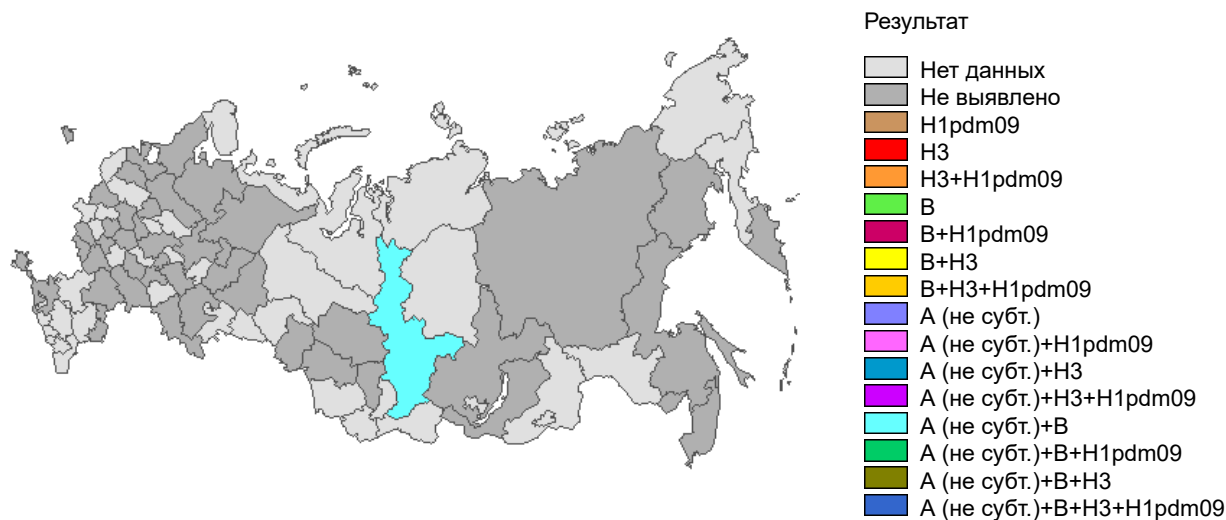 Результат
Нет данных
Не выявлено
H1pdm09
H3
H3+H1pdm09
B
B+H1pdm09
B+H3
B+H3+H1pdm09
А (не субт.)
А (не субт.)+H1pdm09
А (не субт.)+H3
А (не субт.)+H3+H1pdm09
А (не субт.)+B
А (не субт.)+B+H1pdm09
А (не субт.)+B+H3
А (не субт.)+B+H3+H1pdm09